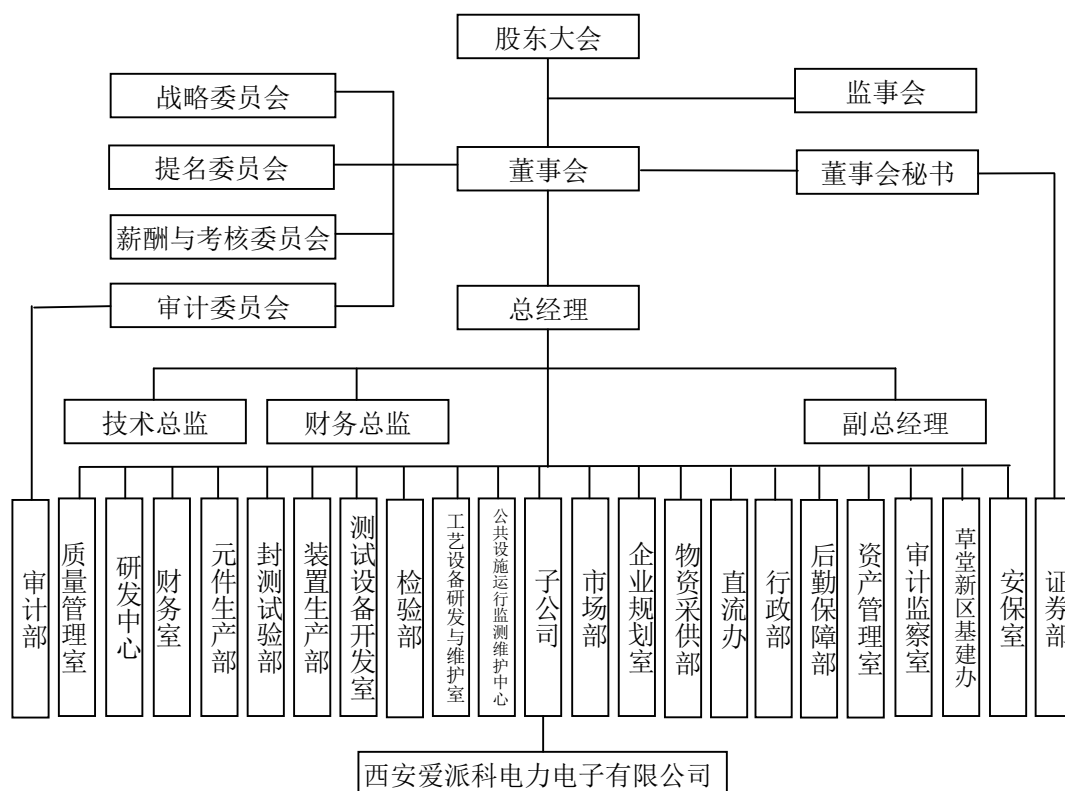 股东大会
战略委员会
监事会
提名委员会
董事会
董事会秘书
薪酬与考核委员会
审计委员会
总经理
技术总监
财务总监
副总经理
审计部
质量管理室
研发中心
财务室
元件生产部
封测试验部
装置生产部
测试设备开发室
检验部
工艺设备研发与维护室
公共设施运行监测维护中心
子公司
市场部
企业规划室
物资采供部
直流办
行政部
后勤保障部
资产管理室
审计监察室
草堂新区基建办
安保室
证券部
西安爱派科电力电子有限公司